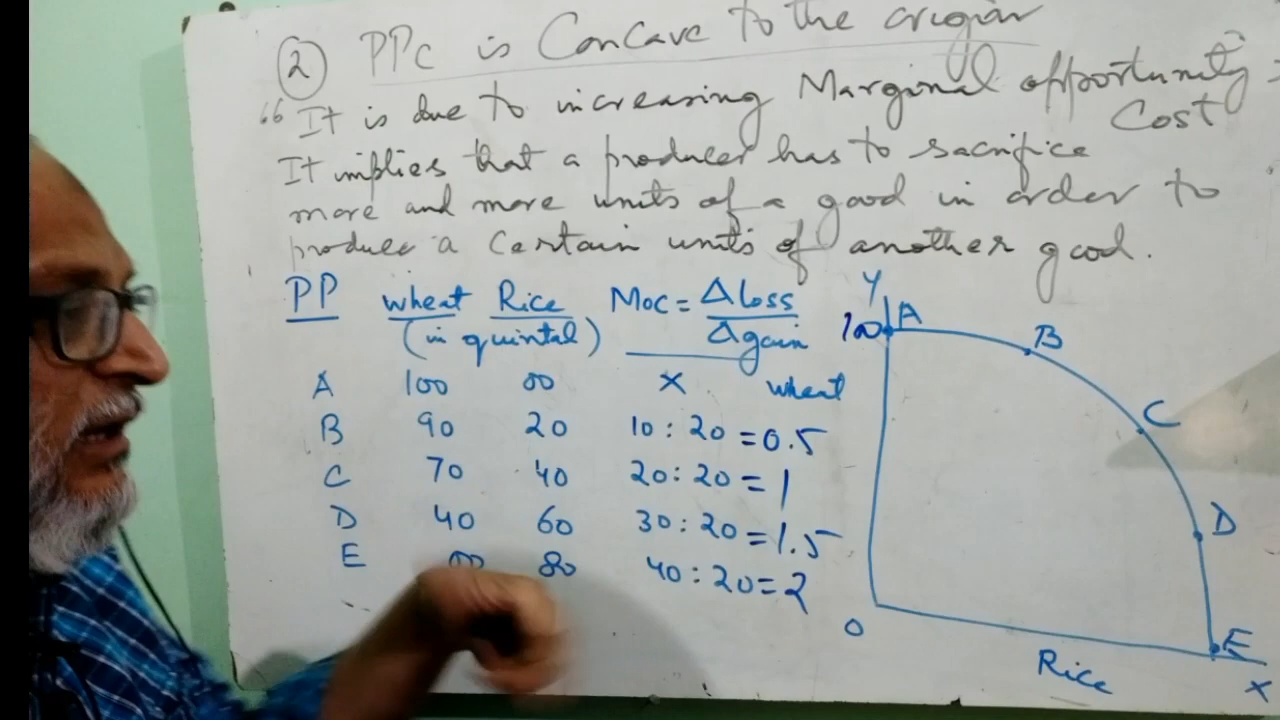 ② PPc is Concave to the origin
“ It is due to increasing Marginal opportunity =
Cost
It implies that a producer has to sacrifice
more and more units of a good in order to
produce a Certain units of another good.
PP wheat Rice MOC = Δ Loss
(in quintal) Δ gain
A 100 00 X wheat
B 90 20 10 : 20 = 0.5
C 70 40 20 : 20 = 1
D 40 60 30 : 20 = 1.5
E 00 80 40 : 20 = 2
Y
100 A
B
C
D
E
O
Rice
X